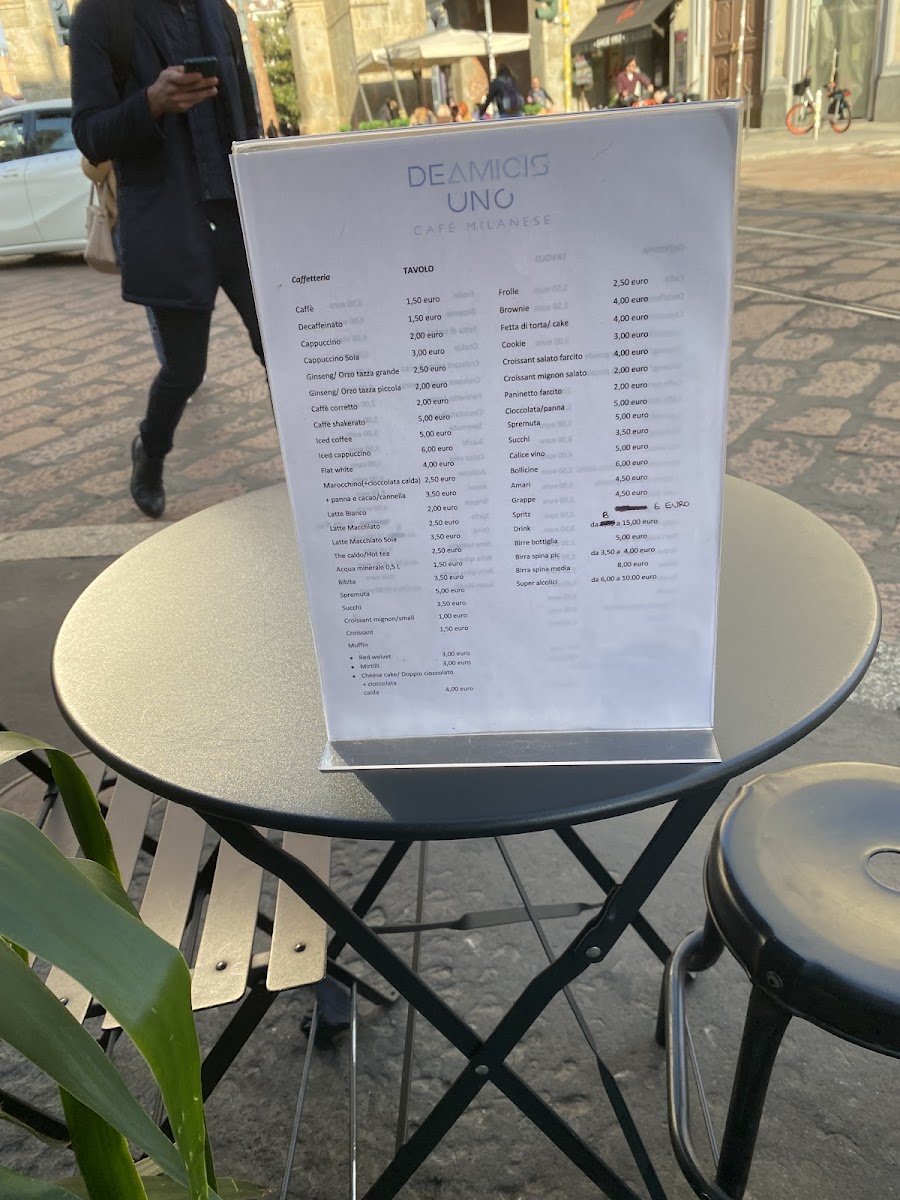 DEAMICIS
UNO
CAFÉ MILANESE
Caffetteria TAVOLO
Caffè 1,50 euro
Decaffeinato 1,50 euro
Cappuccino 2,00 euro
Cappuccino Soia 3,00 euro
Ginseng/ Orzo tazza grande 2,50 euro
Ginseng/ Orzo tazza piccola 2,00 euro
Caffè corretto 2,00 euro
Caffè shakerato 5,00 euro
Iced coffee 5,00 euro
Iced cappuccino 6,00 euro
Flat white 4,00 euro
Marocchino(+cioccolata calda) 2,50 euro
+ panna e cacao/cannella 3,50 euro
Latte Bianco 2,00 euro
Latte Macchiato 2,50 euro
Latte Macchiato Soia 3,50 euro
The caldo/Hot tea 2,50 euro
Acqua minerale 0,5 L 1,50 euro
Bibita 3,50 euro
Spremuta 5,00 euro
Succhi 3,50 euro
Croissant mignon/small 1,00 euro
Croissant 1,50 euro
Muffin
• Red welvet 3,00 euro
• Mirtilli 3,00 euro
• Cheese cake/ Doppio cioccolato
+ cioccolata
calda 4,00 euro
Frolle 2,50 euro
Brownie 4,00 euro
Fetta di torta/ cake 4,00 euro
Cookie 3,00 euro
Croissant salato farcito 4,00 euro
Croissant mignon salato 2,00 euro
Paninetto farcito 2,00 euro
Cioccolata/panna 5,00 euro
Spremuta 5,00 euro
Succhi 3,50 euro
Calice vino 5,00 euro
Bollicine 6,00 euro
Amari 4,50 euro
Grappe 4,50 euro
Spritz 6 EURO
Drink da 8 a 15,00 euro
Birre bottiglia 5,00 euro
Birra spina pic da 3,50 a 4,00 euro
Birra spina media 8,00 euro
Super alcolici da 6,00 a 10.00 euro